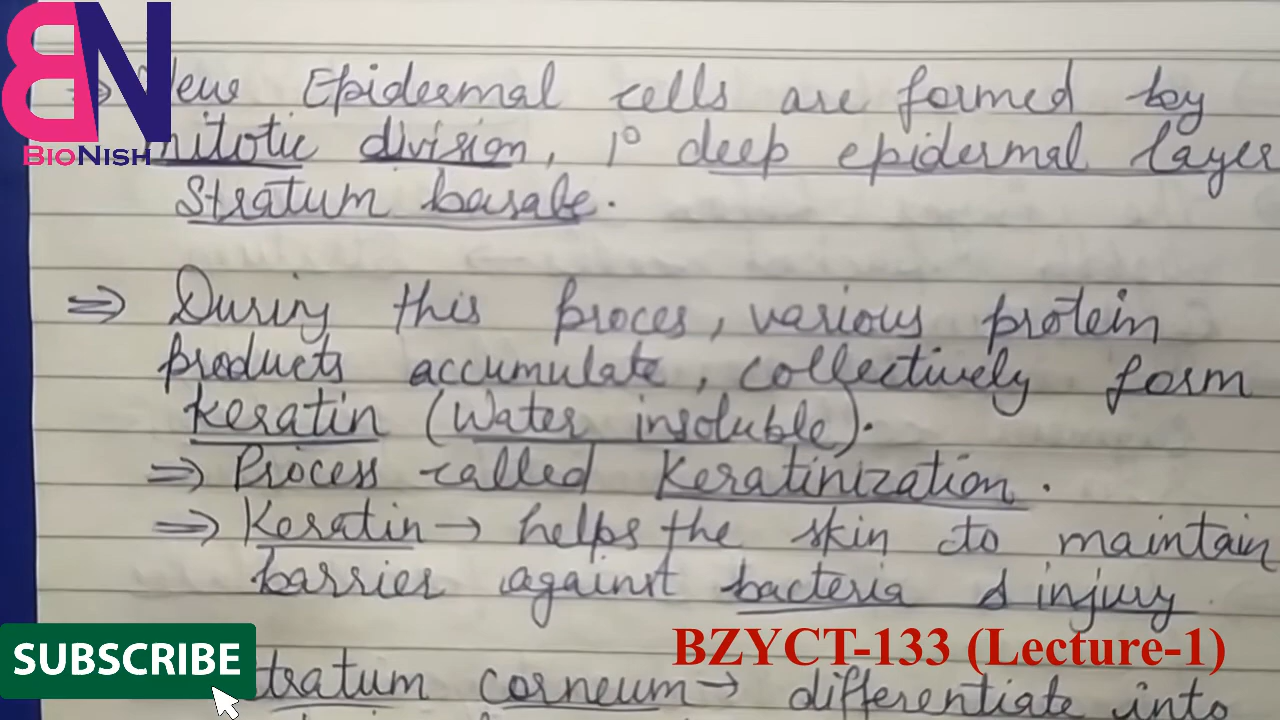 BN
BIONISH
⇒ New Epidermal cells are formed by
mitotic division, 1° deep epidermal layer
Stratum basale.
⇒ During this proces, various protein
products accumulate, collectively form
Keratin (Water insoluble).
⇒ Process called Keratinization.
⇒ Keratin → helps the skin to maintain
barrier against bacteria & injury
BZYCT-133 (Lecture-1)
SUBSCRIBE
tratum corneum → differentiate into